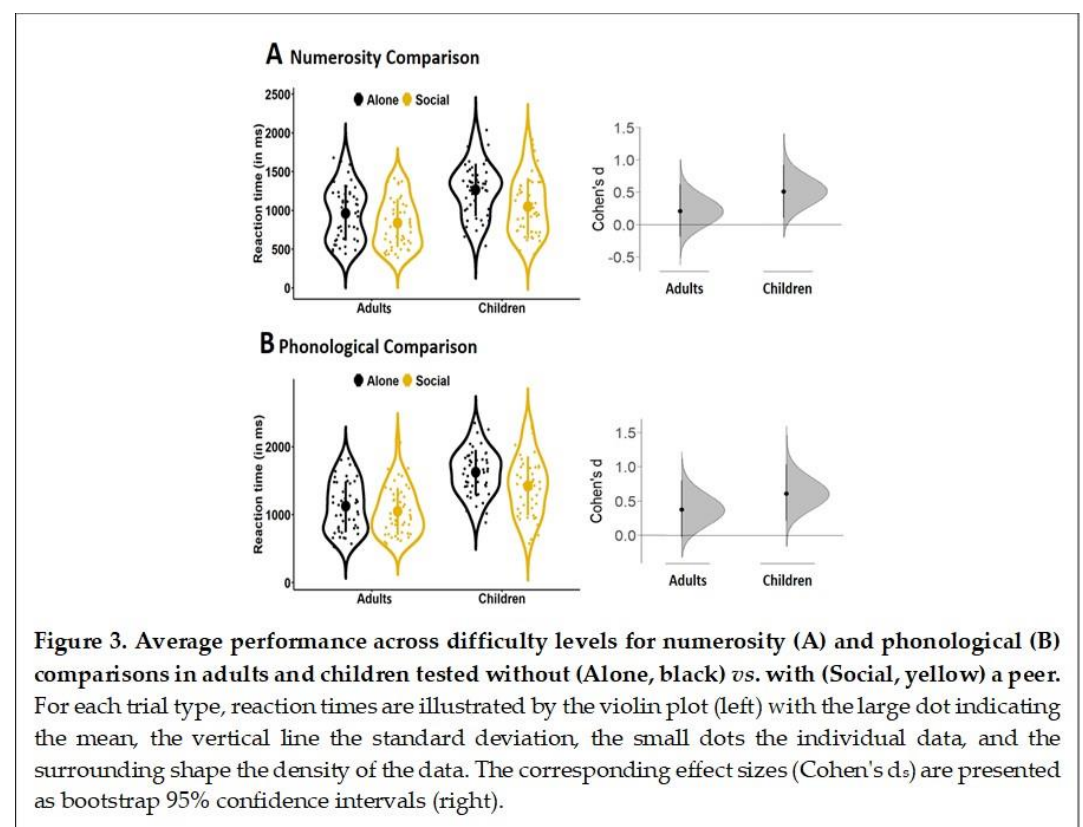 A Numerosity Comparison
Alone Social
2500
2000
1500
1000
500
0
Reaction time (in ms)
Adults Children
1.5
1.0
0.5
0.0
-0.5
Cohen's d
Adults Children
B Phonological Comparison
Alone Social
2000
1000
0
Reaction time (in ms)
Adults Children
1.5
1.0
0.5
0.0
Cohen's d
Adults Children
Figure 3. Average performance across difficulty levels for numerosity (A) and phonological (B)
comparisons in adults and children tested without (Alone, black) vs. with (Social, yellow) a peer.
For each trial type, reaction times are illustrated by the violin plot (left) with the large dot indicating
the mean, the vertical line the standard deviation, the small dots the individual data, and the
surrounding shape the density of the data. The corresponding effect sizes (Cohen's ds) are presented
as bootstrap 95% confidence intervals (right).